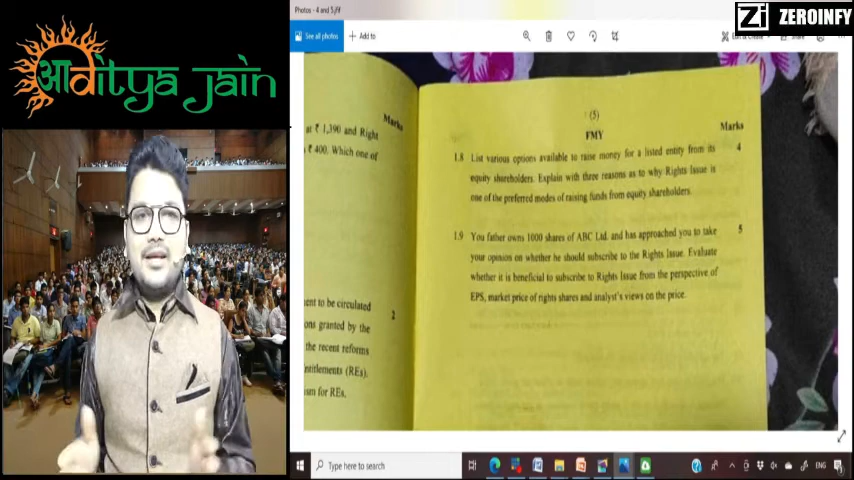 Photos - 4 and 5.jfif
Zi ZEROINFY
See all photos
Add to
Edit & Create
Share
आditya jain
Marks
at ₹ 1,390 and Right
₹ 400. Which one of
ent to be circulated
ons granted by the
2
the recent reforms
ntitlements (REs).
sm for REs.
(5)
FMY
Marks
1.8 List various options available to raise money for a listed entity from its 4
equity shareholders. Explain with three reasons as to why Rights Issue is
one of the preferred modes of raising funds from equity shareholders.
1.9 You father owns 1000 shares of ABC Ltd. and has approached you to take 5
your opinion on whether he should subscribe to the Rights Issue. Evaluate
whether it is beneficial to subscribe to Rights Issue from the perspective of
EPS, market price of rights shares and analyst's views on the price.
Type here to search
ENG